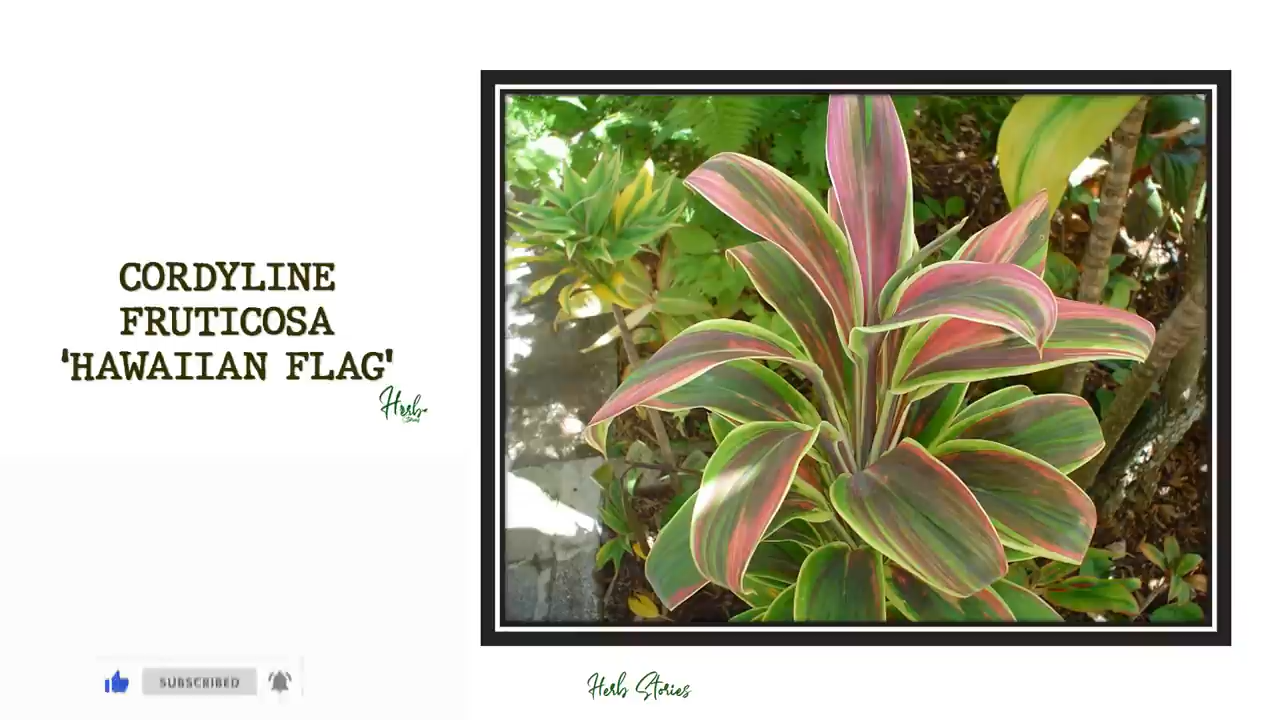 CORDYLINE
FRUTICOSA
'HAWAIIAN FLAG'
Herb
SUBSCRIBED
Herb Stories